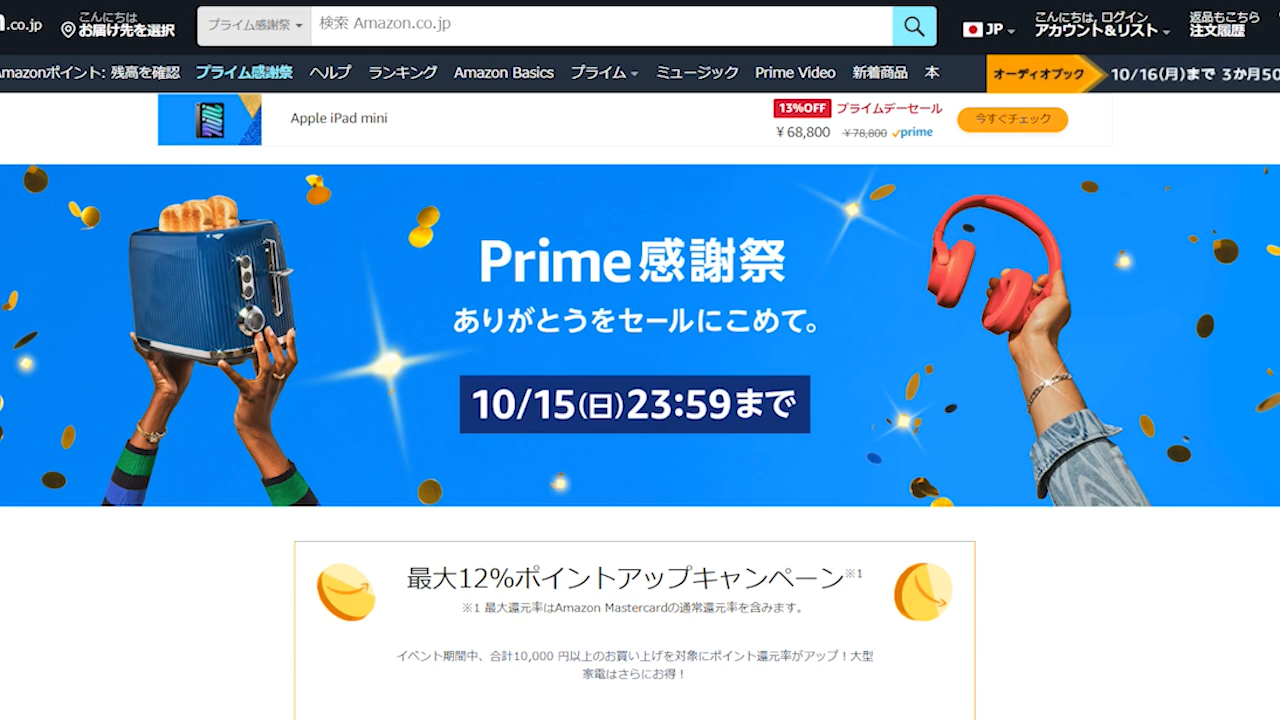 .co.jp
こんにちは
お届け先を選択
プライム感謝祭
検索 Amazon.co.jp
JP
こんにちは, ログイン
アカウント&リスト
返品もこちら
注文履歴
Amazonポイント: 残高を確認 プライム感謝祭 ヘルプ ランキング Amazon Basics プライム ミュージック Prime Video 新着商品 本
オーディオブック 10/16(月)まで 3か月50
Apple iPad mini
13%OFF プライムデーセール
¥68,800 ¥78,800 prime
今すぐチェック
Prime感謝祭
ありがとうをセールにこめて。
10/15(日)23:59まで
最大12%ポイントアップキャンペーン※1
※1 最大還元率はAmazon Mastercardの通常還元率を含みます。
イベント期間中、合計10,000 円以上のお買い上げを対象にポイント還元率がアップ！大型
家電はさらにお得！